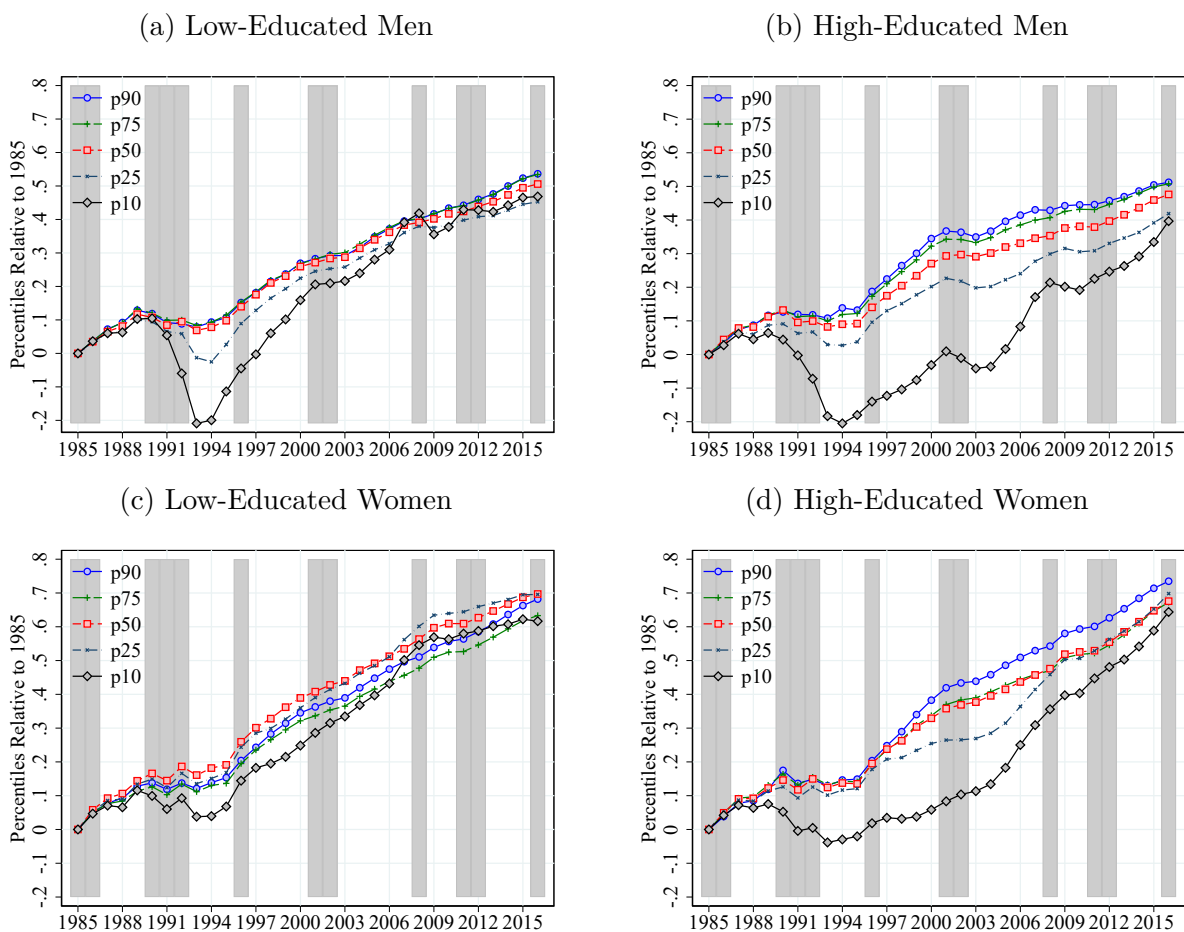 (a) Low-Educated Men
Percentiles Relative to 1985
.8
.7
.6
.5
.4
.3
.2
.1
0
-.1
-.2
p90
p75
p50
p25
p10
1985 1988 1991 1994 1997 2000 2003 2006 2009 2012 2015
(b) High-Educated Men
Percentiles Relative to 1985
.8
.7
.6
.5
.4
.3
.2
.1
0
-.1
-.2
p90
p75
p50
p25
p10
1985 1988 1991 1994 1997 2000 2003 2006 2009 2012 2015
(c) Low-Educated Women
Percentiles Relative to 1985
.8
.7
.6
.5
.4
.3
.2
.1
0
-.1
-.2
p90
p75
p50
p25
p10
1985 1988 1991 1994 1997 2000 2003 2006 2009 2012 2015
(d) High-Educated Women
Percentiles Relative to 1985
.8
.7
.6
.5
.4
.3
.2
.1
0
-.1
-.2
p90
p75
p50
p25
p10
1985 1988 1991 1994 1997 2000 2003 2006 2009 2012 2015